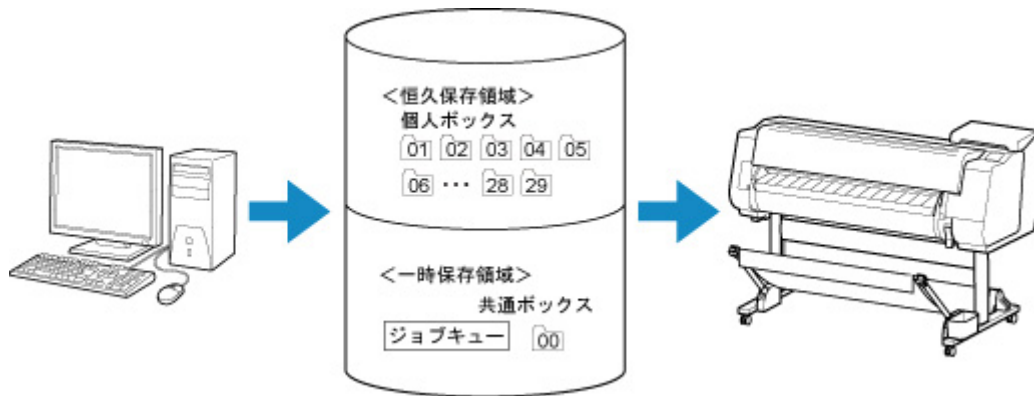 ＜恒久保存領域＞
個人ボックス
01 02 03 04 05
06 ･･･ 28 29
＜一時保存領域＞
共通ボックス
ジョブキュー 00